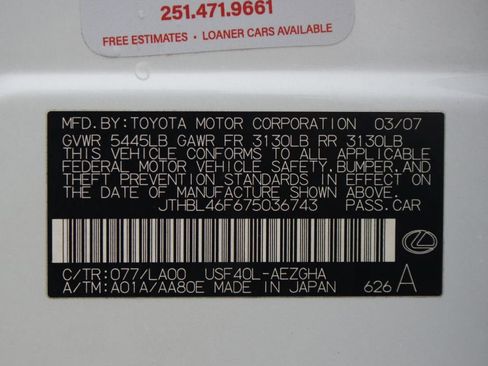 251.471.9661
FREE ESTIMATES • LOANER CARS AVAILABLE
MFD.BY:TOYOTA MOTOR CORPORATION 03/07
GVWR 5445LB GAWR FR 3130LB RR 3130LB
THIS VEHICLE CONFORMS TO ALL APPLICABLE
FEDERAL MOTOR VEHICLE SAFETY,BUMPER,AND
THEFT PREVENTION STANDARDS IN EFFECT ON
THE DATE OF MANUFACTURE SHOWN ABOVE.
JTHBL46F675036743 PASS.CAR
C/TR:077/LA00 USF40L-AEZGHA
A/TM:A01A/AA80E MADE IN JAPAN 626 A